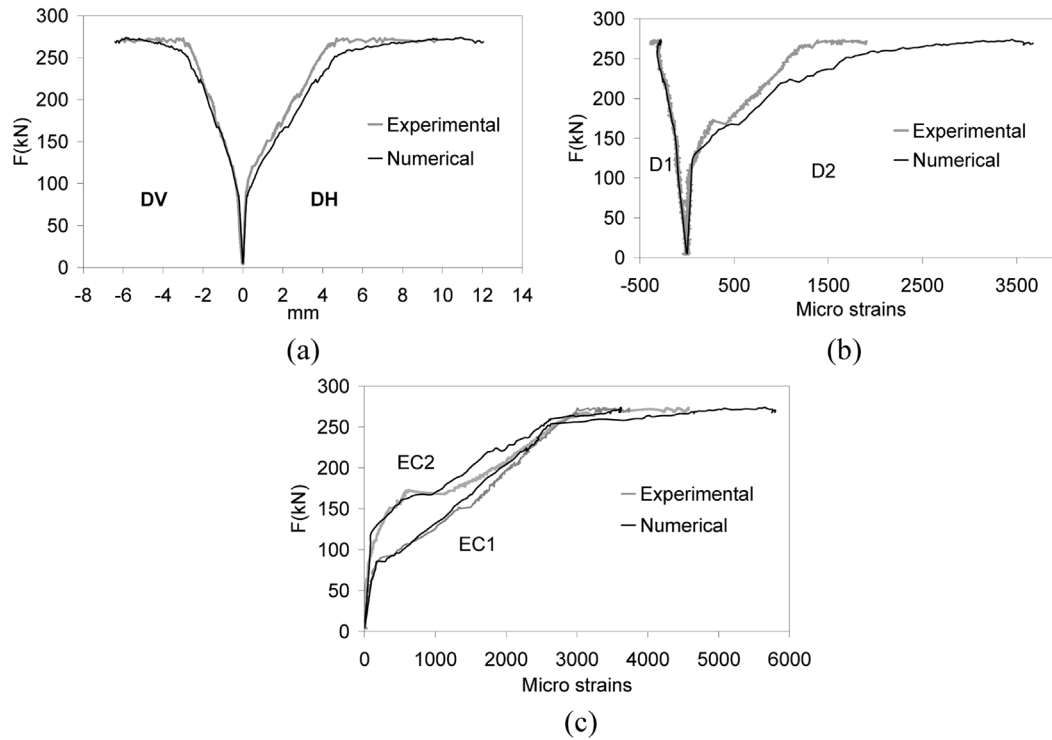 300
250
200
150
100
50
0
F(kN)
Experimental
Numerical
DV
DH
-8 -6 -4 -2 0 2 4 6 8 10 12 14
mm
(a)
300
250
200
150
100
50
0
F(kN)
Experimental
Numerical
D1
D2
-500 500 1500 2500 3500
Micro strains
(b)
300
250
200
150
100
50
0
F(kN)
EC2
EC1
Experimental
Numerical
0 1000 2000 3000 4000 5000 6000
Micro strains
(c)